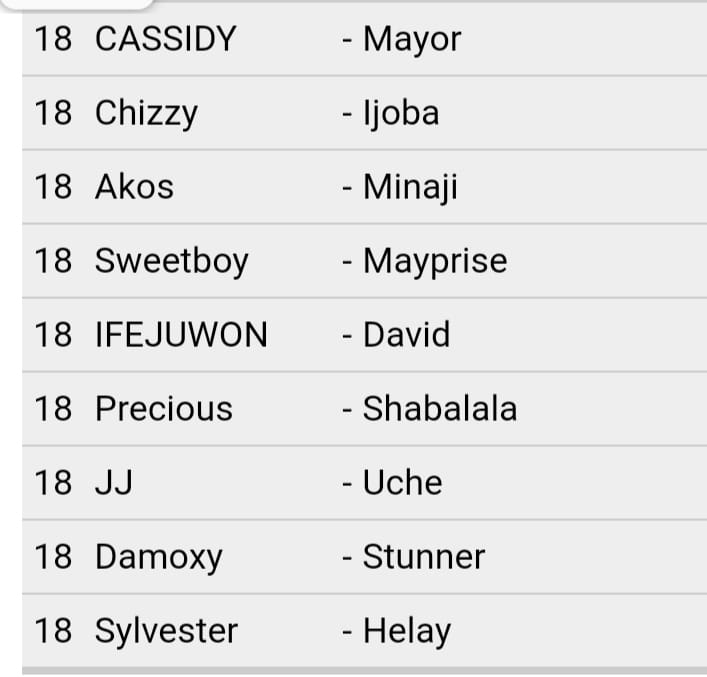 18 CASSIDY - Mayor
18 Chizzy - Ijoba
18 Akos - Minaji
18 Sweetboy - Mayprise
18 IFEJUWON - David
18 Precious - Shabalala
18 JJ - Uche
18 Damoxy - Stunner
18 Sylvester - Helay